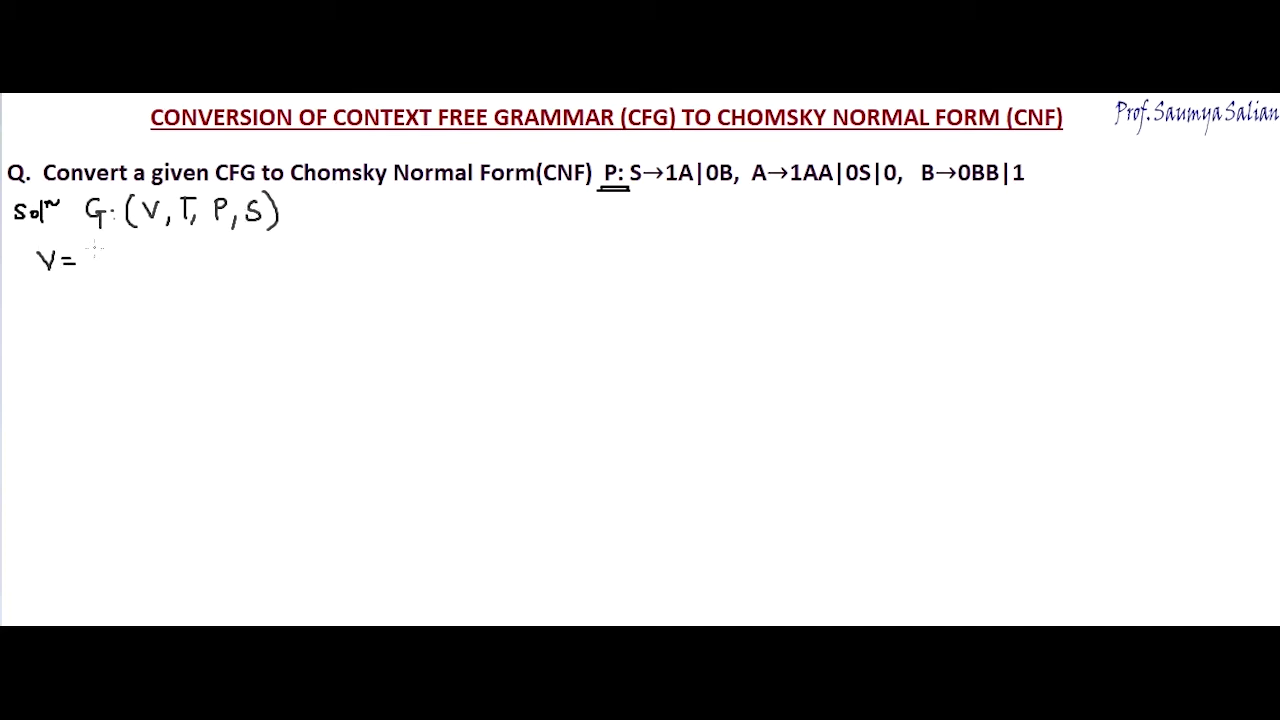 CONVERSION OF CONTEXT FREE GRAMMAR (CFG) TO CHOMSKY NORMAL FORM (CNF)
Prof. Saumya Salian
Q. Convert a given CFG to Chomsky Normal Form(CNF) P: S→1A|0B, A→1AA|0S|0, B→0BB|1
Solⁿ G: (V, T, P, S)
V=